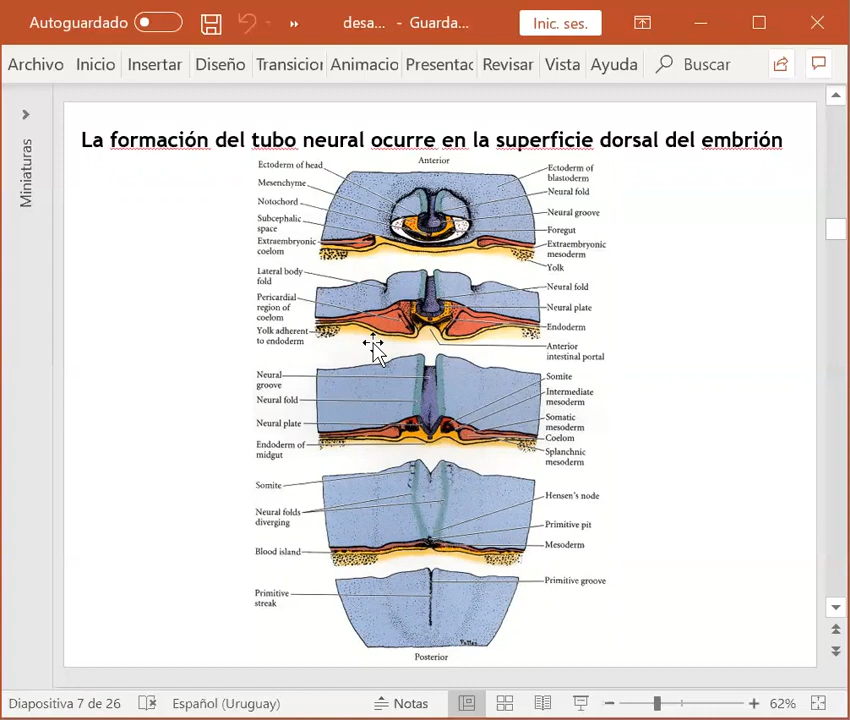 Autoguardado
desa... - Guarda...
Inic. ses.
Archivo Inicio Insertar Diseño Transicior Animacio Presentac Revisar Vista Ayuda Buscar
Miniaturas
La formación del tubo neural ocurre en la superficie dorsal del embrión
Anterior
Ectoderm of head
Mesenchyme
Notochord
Subcephalic
space
Extraembryonic
coelom
Ectoderm of
blastoderm
Neural fold
Neural groove
Foregut
Extraembryonic
mesoderm
Yolk
Lateral body
fold
Pericardial
region of
coelom
Yolk adherent
to endoderm
Neural fold
Neural plate
Endoderm
Anterior
intestinal portal
Neural
groove
Neural fold
Neural plate
Endoderm of
midgut
Somite
Intermediate
mesoderm
Somatic
mesoderm
Coelom
Splanchnic
mesoderm
Somite
Neural folds
diverging
Blood island
Hensen's node
Primitive pit
Mesoderm
Primitive
streak
Primitive groove
Patten
Posterior
Diapositiva 7 de 26 Español (Uruguay) Notas 62%